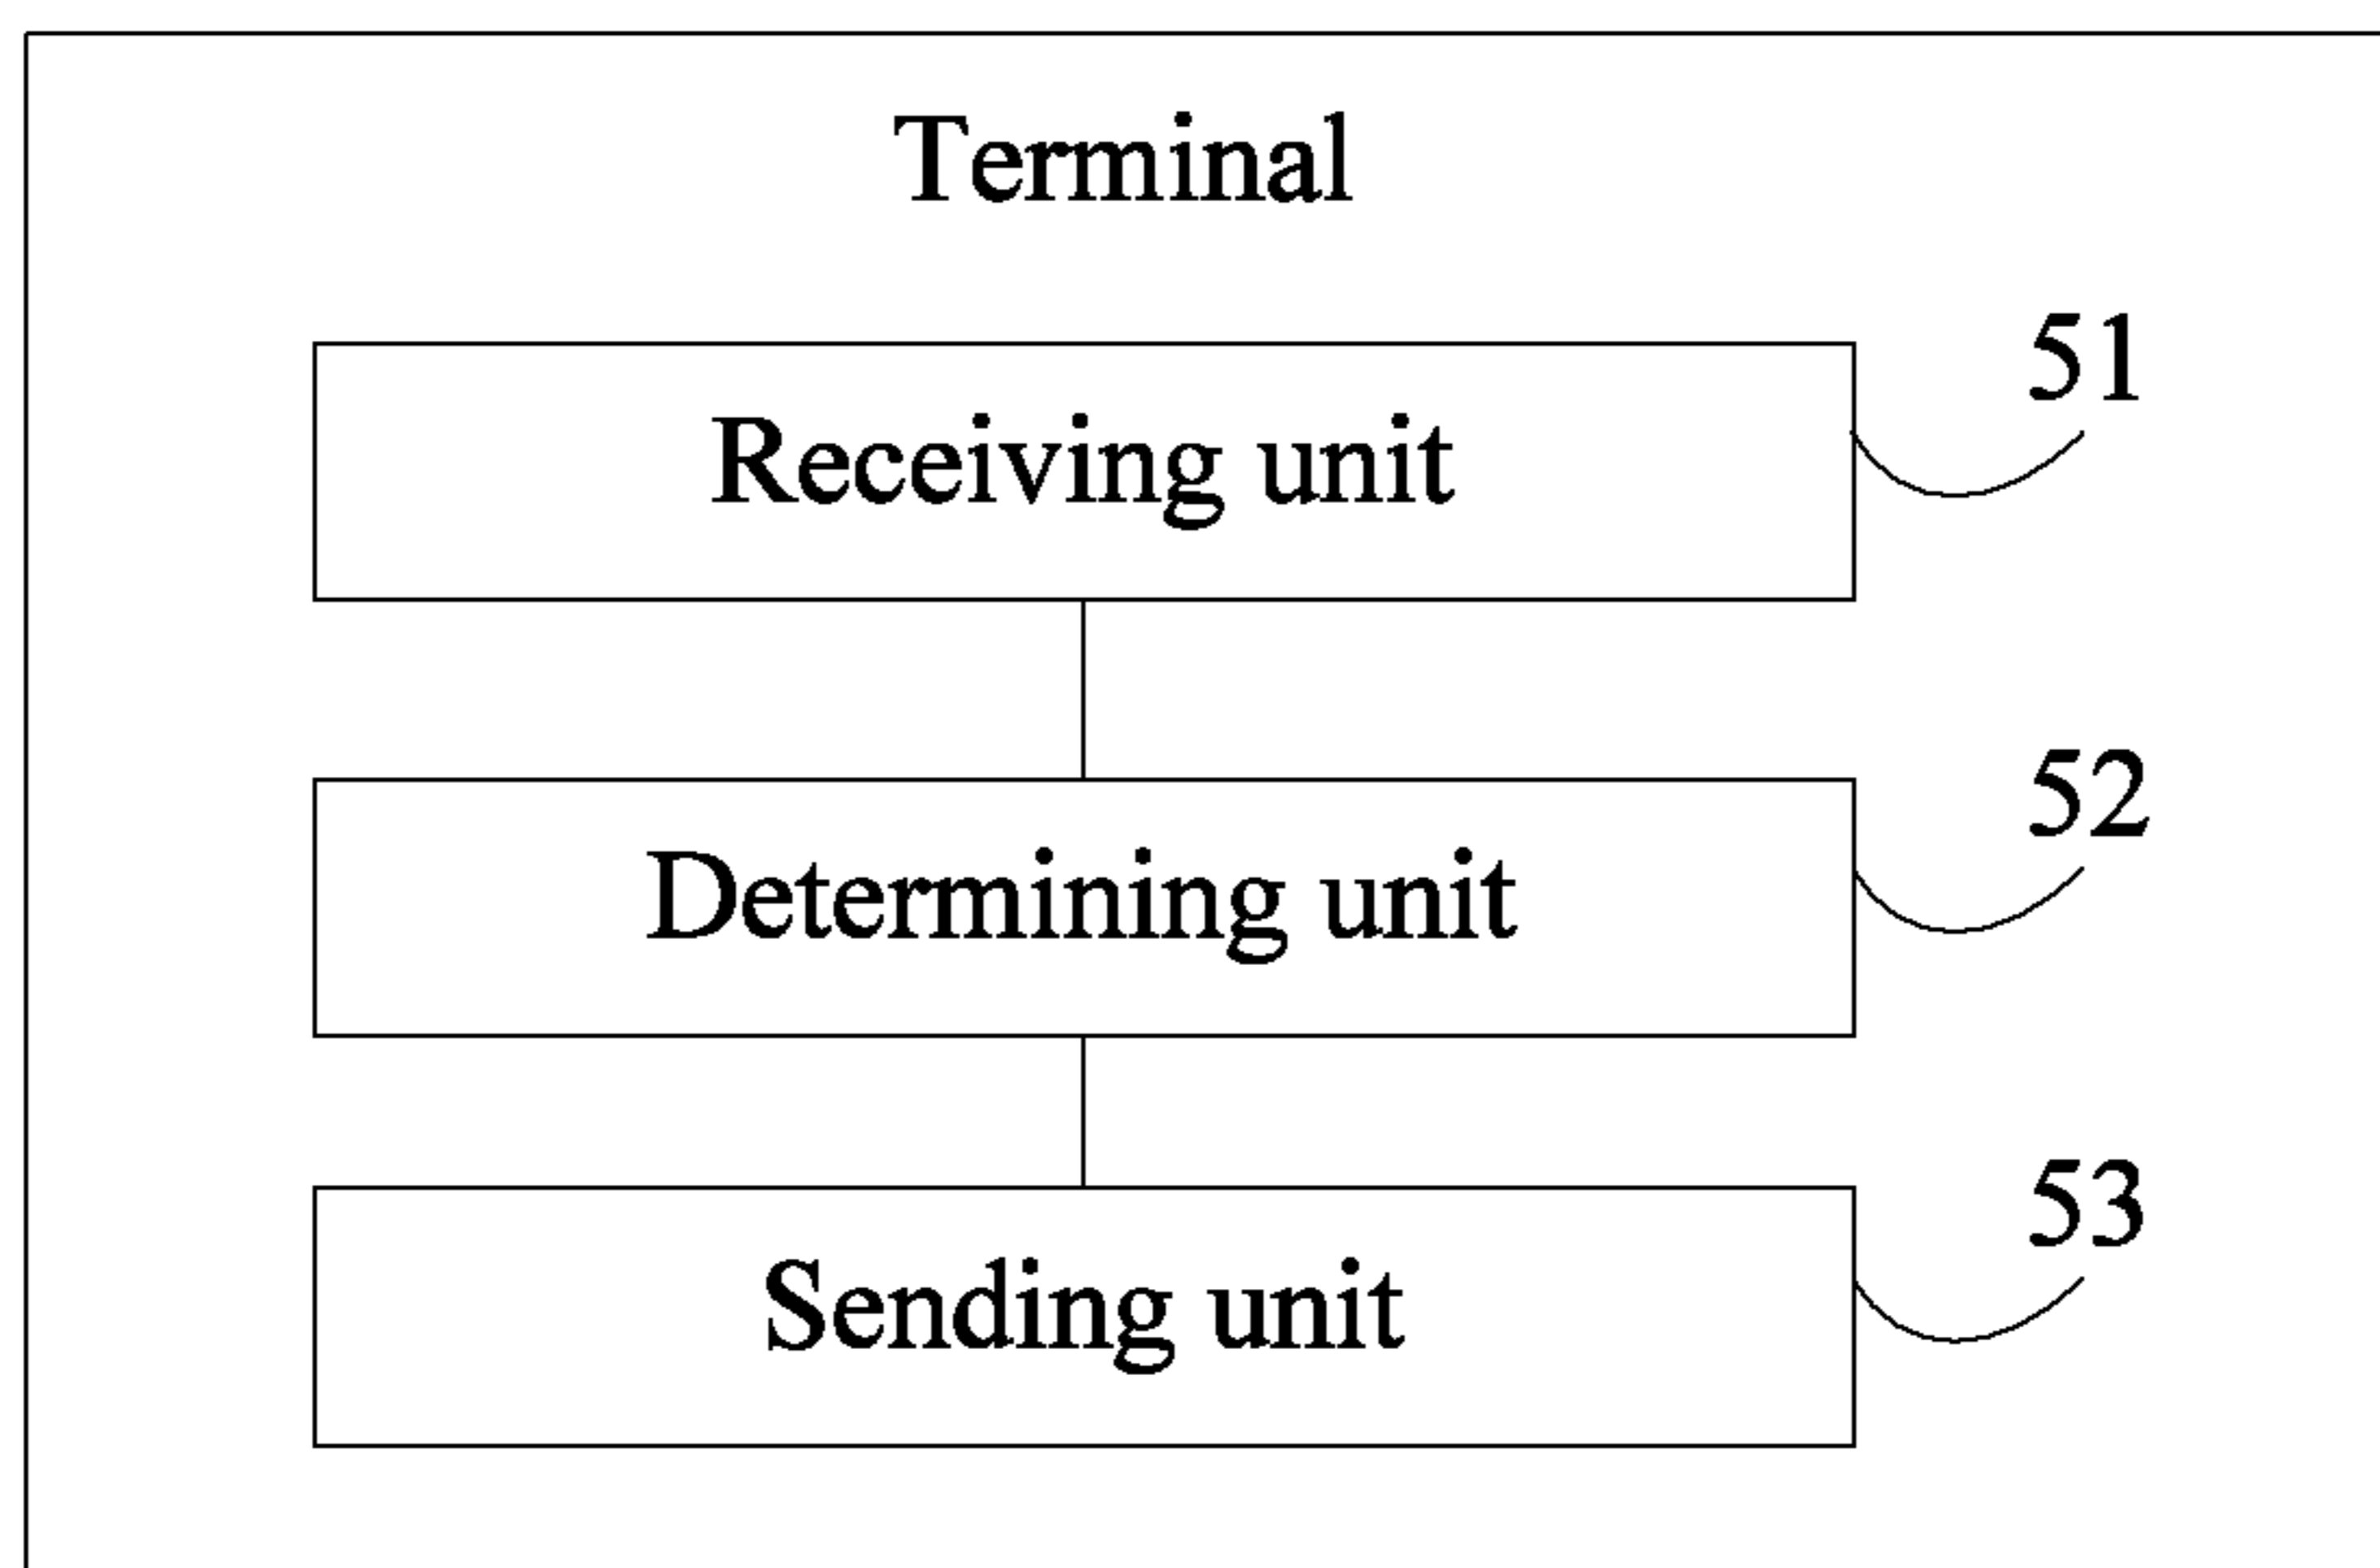 Terminal
51
Receiving unit
52
Determining unit
53
Sending unit